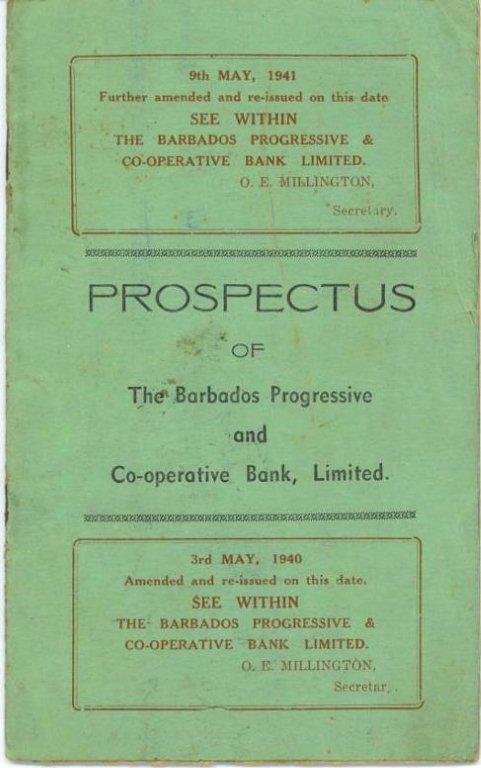 9th MAY, 1941
Further amended and re-issued on this date
SEE WITHIN
THE BARBADOS PROGRESSIVE &
CO-OPERATIVE BANK LIMITED.
O. E. MILLINGTON,
Secretary.
PROSPECTUS
OF
The Barbados Progressive
and
Co-operative Bank, Limited.
3rd MAY, 1940
Amended and re-issued on this date.
SEE WITHIN
THE BARBADOS PROGRESSIVE &
CO-OPERATIVE BANK LIMITED.
O. E. MILLINGTON,
Secretary.